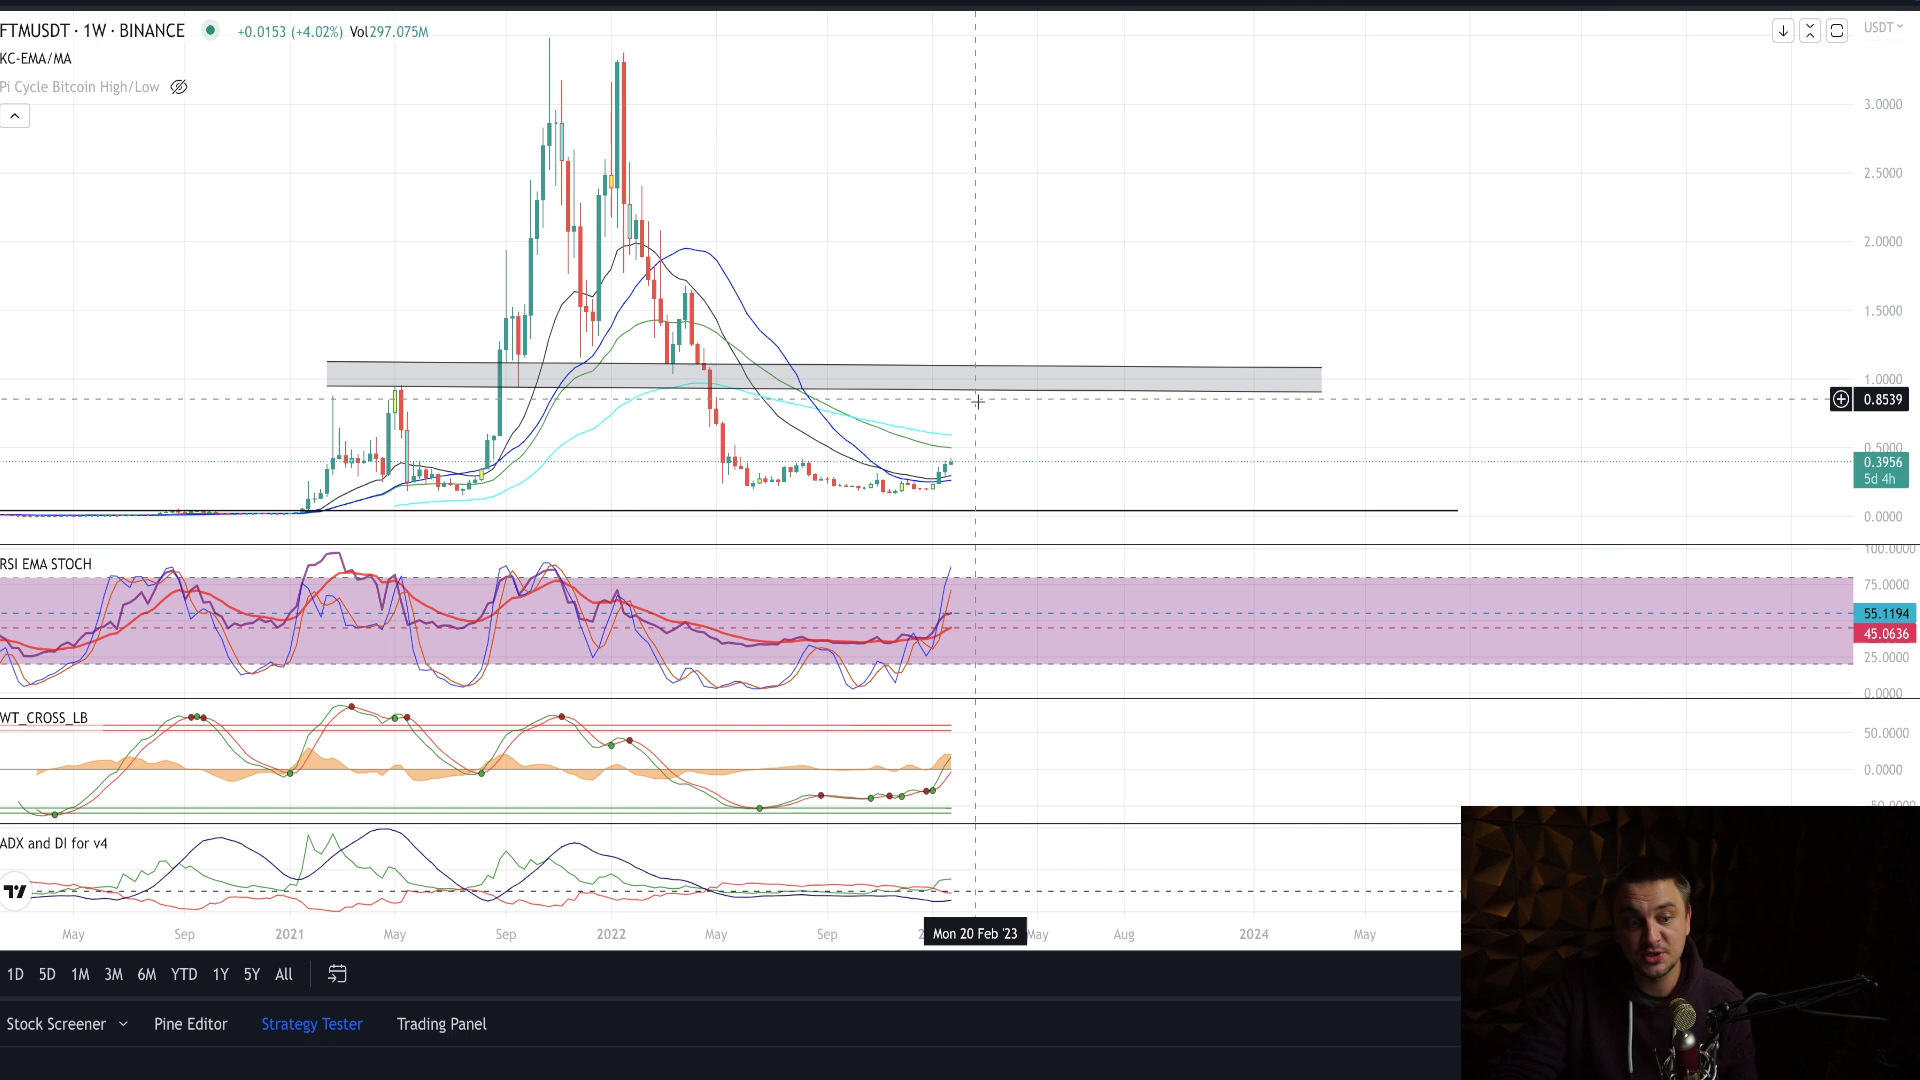 FTMUSDT · 1W · BINANCE +0.0153 (+4.02%) Vol297.075M
USDT
KC-EMA/MA
Pi Cycle Bitcoin High/Low
3.0000
2.5000
2.0000
1.5000
1.0000
0.8539
0.5000
0.3956
5d 4h
0.0000
RSI EMA STOCH
100.0000
75.0000
55.1194
45.0636
25.0000
0.0000
WT_CROSS_LB
50.0000
0.0000
-50.0000
ADX and DI for v4
May Sep 2021 May Sep 2022 May Sep Mon 20 Feb '23 May Aug 2024 May
1D 5D 1M 3M 6M YTD 1Y 5Y All
Stock Screener Pine Editor Strategy Tester Trading Panel